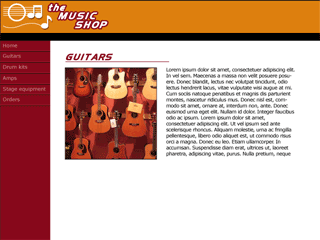 the
MUSIC
SHOP
Home
Guitars
Drum kits
Amps
Stage equipment
Orders
GUITARS
Lorem ipsum dolor sit amet, consectetuer adipiscing elit.
In vel sem. Maecenas a massa non velit posuere posu-
ere. Donec blandit, lectus nec volutpat tincidunt, odio
lectus hendrerit lacus, vitae vulputate wisi augue at mi.
Cum sociis natoque penatibus et magnis dis parturient
montes, nascetur ridiculus mus. Donec nisl est, com-
modo sit amet, ornare at, interdum non, ante. Donec
euismod urna eget elit. Nullam id dolor. Integer faucibus
odio ac ipsum. Lorem ipsum dolor sit amet,
consectetuer adipiscing elit. Ut vel ipsum sed ante
scelerisque rhoncus. Aliquam molestie, urna ac fringilla
pellentesque, libero odio aliquet est, ut commodo risus
orci a magna. Donec eu leo. Etiam ullamcorper. In
accumsan. Suspendisse diam erat, ultrices ut, laoreet
pharetra, adipiscing vitae, purus. Nulla pretium, neque